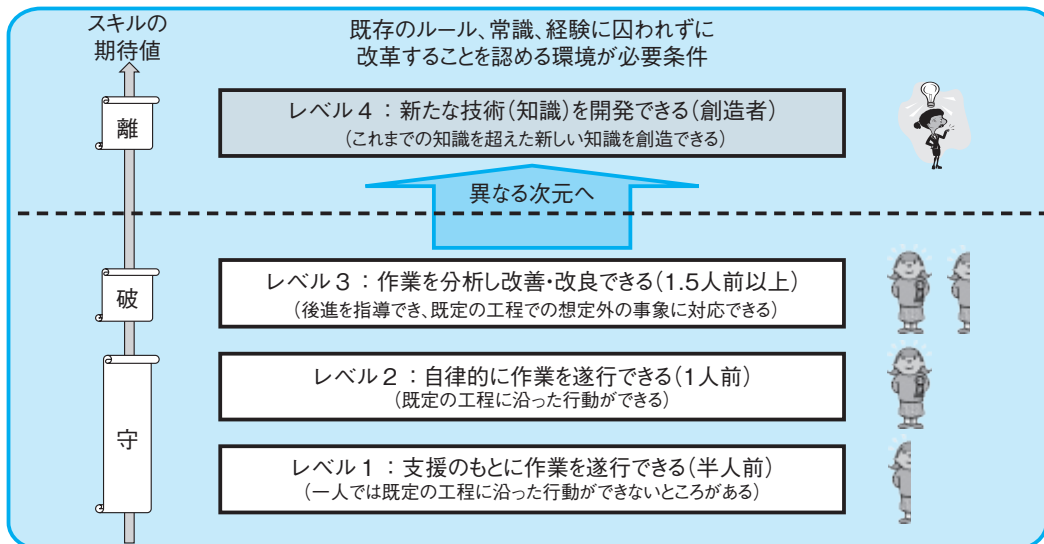 スキルの
期待値
既存のルール、常識、経験に囚われずに
改革することを認める環境が必要条件
離
レベル4：新たな技術(知識)を開発できる(創造者)
(これまでの知識を超えた新しい知識を創造できる)
異なる次元へ
破
レベル3：作業を分析し改善・改良できる(1.5人前以上)
(後進を指導でき、既定の工程での想定外の事象に対応できる)
守
レベル2：自律的に作業を遂行できる(1人前)
(既定の工程に沿った行動ができる)
レベル1：支援のもとに作業を遂行できる(半人前)
(一人では既定の工程に沿った行動ができないところがある)